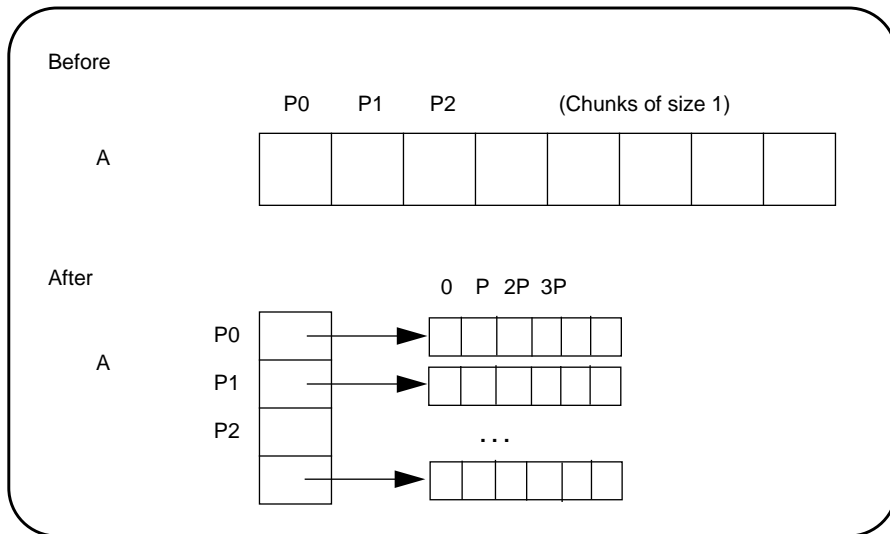 Before
P0 P1 P2 (Chunks of size 1)
A
After
0 P 2P 3P
P0
A
P1
P2
...